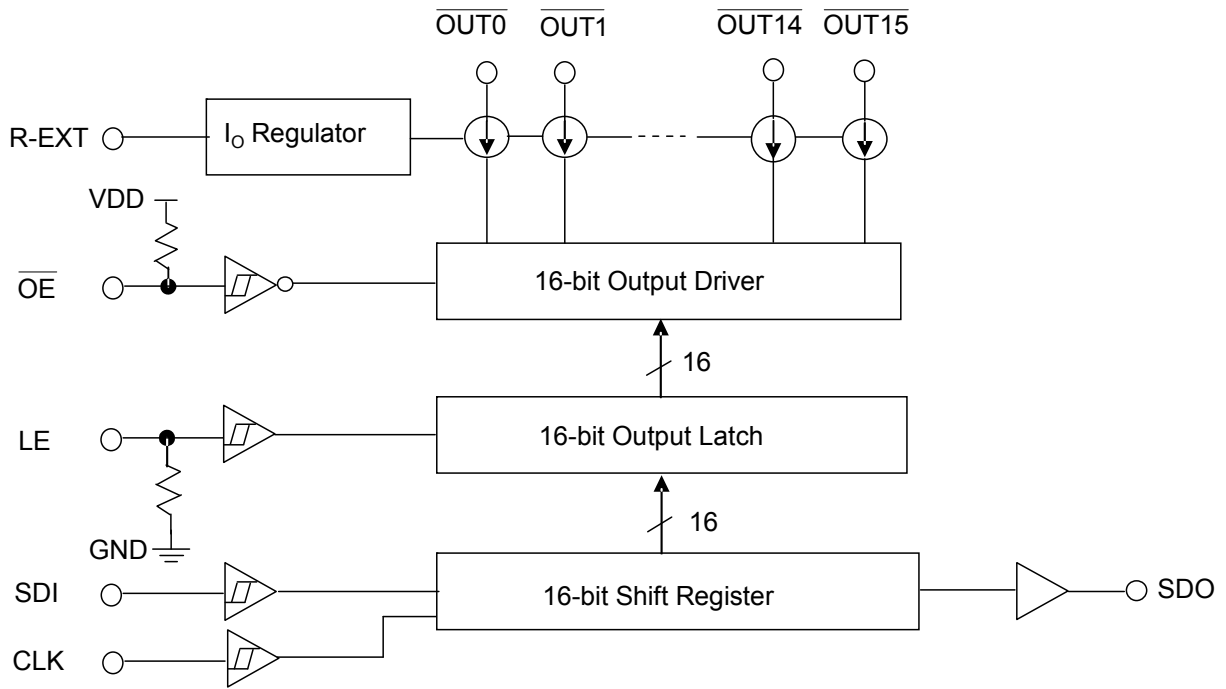 OUT0 OUT1 OUT14 OUT15
R-EXT
I_O Regulator
VDD
OE
16-bit Output Driver
16
LE
16-bit Output Latch
16
GND
SDI
16-bit Shift Register
SDO
CLK